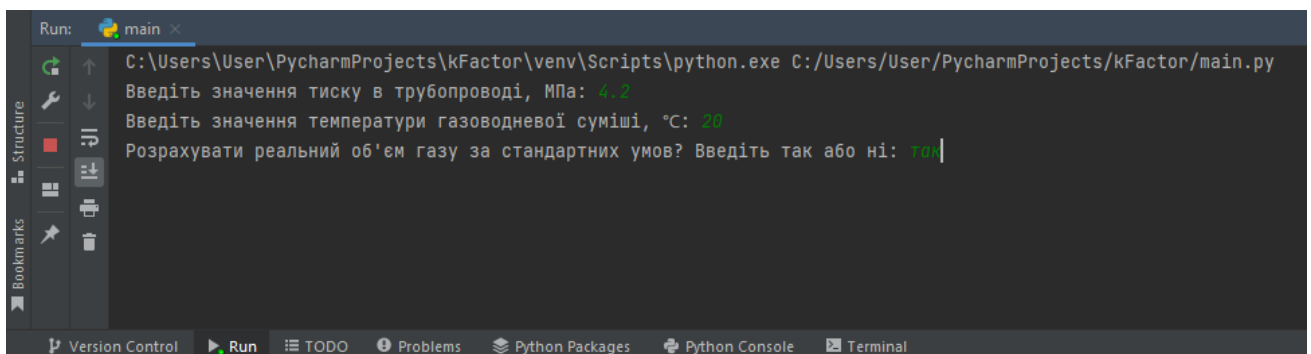 Run: main
C:\Users\User\PycharmProjects\kFactor\venv\Scripts\python.exe C:/Users/User/PycharmProjects/kFactor/main.py
Введіть значення тиску в трубопроводі, МПа: 4.2
Введіть значення температури газоводневої суміші, °C: 20
Розрахувати реальний об'єм газу за стандартних умов? Введіть так або ні: так
Structure
Bookmarks
Version Control Run TODO Problems Python Packages Python Console Terminal